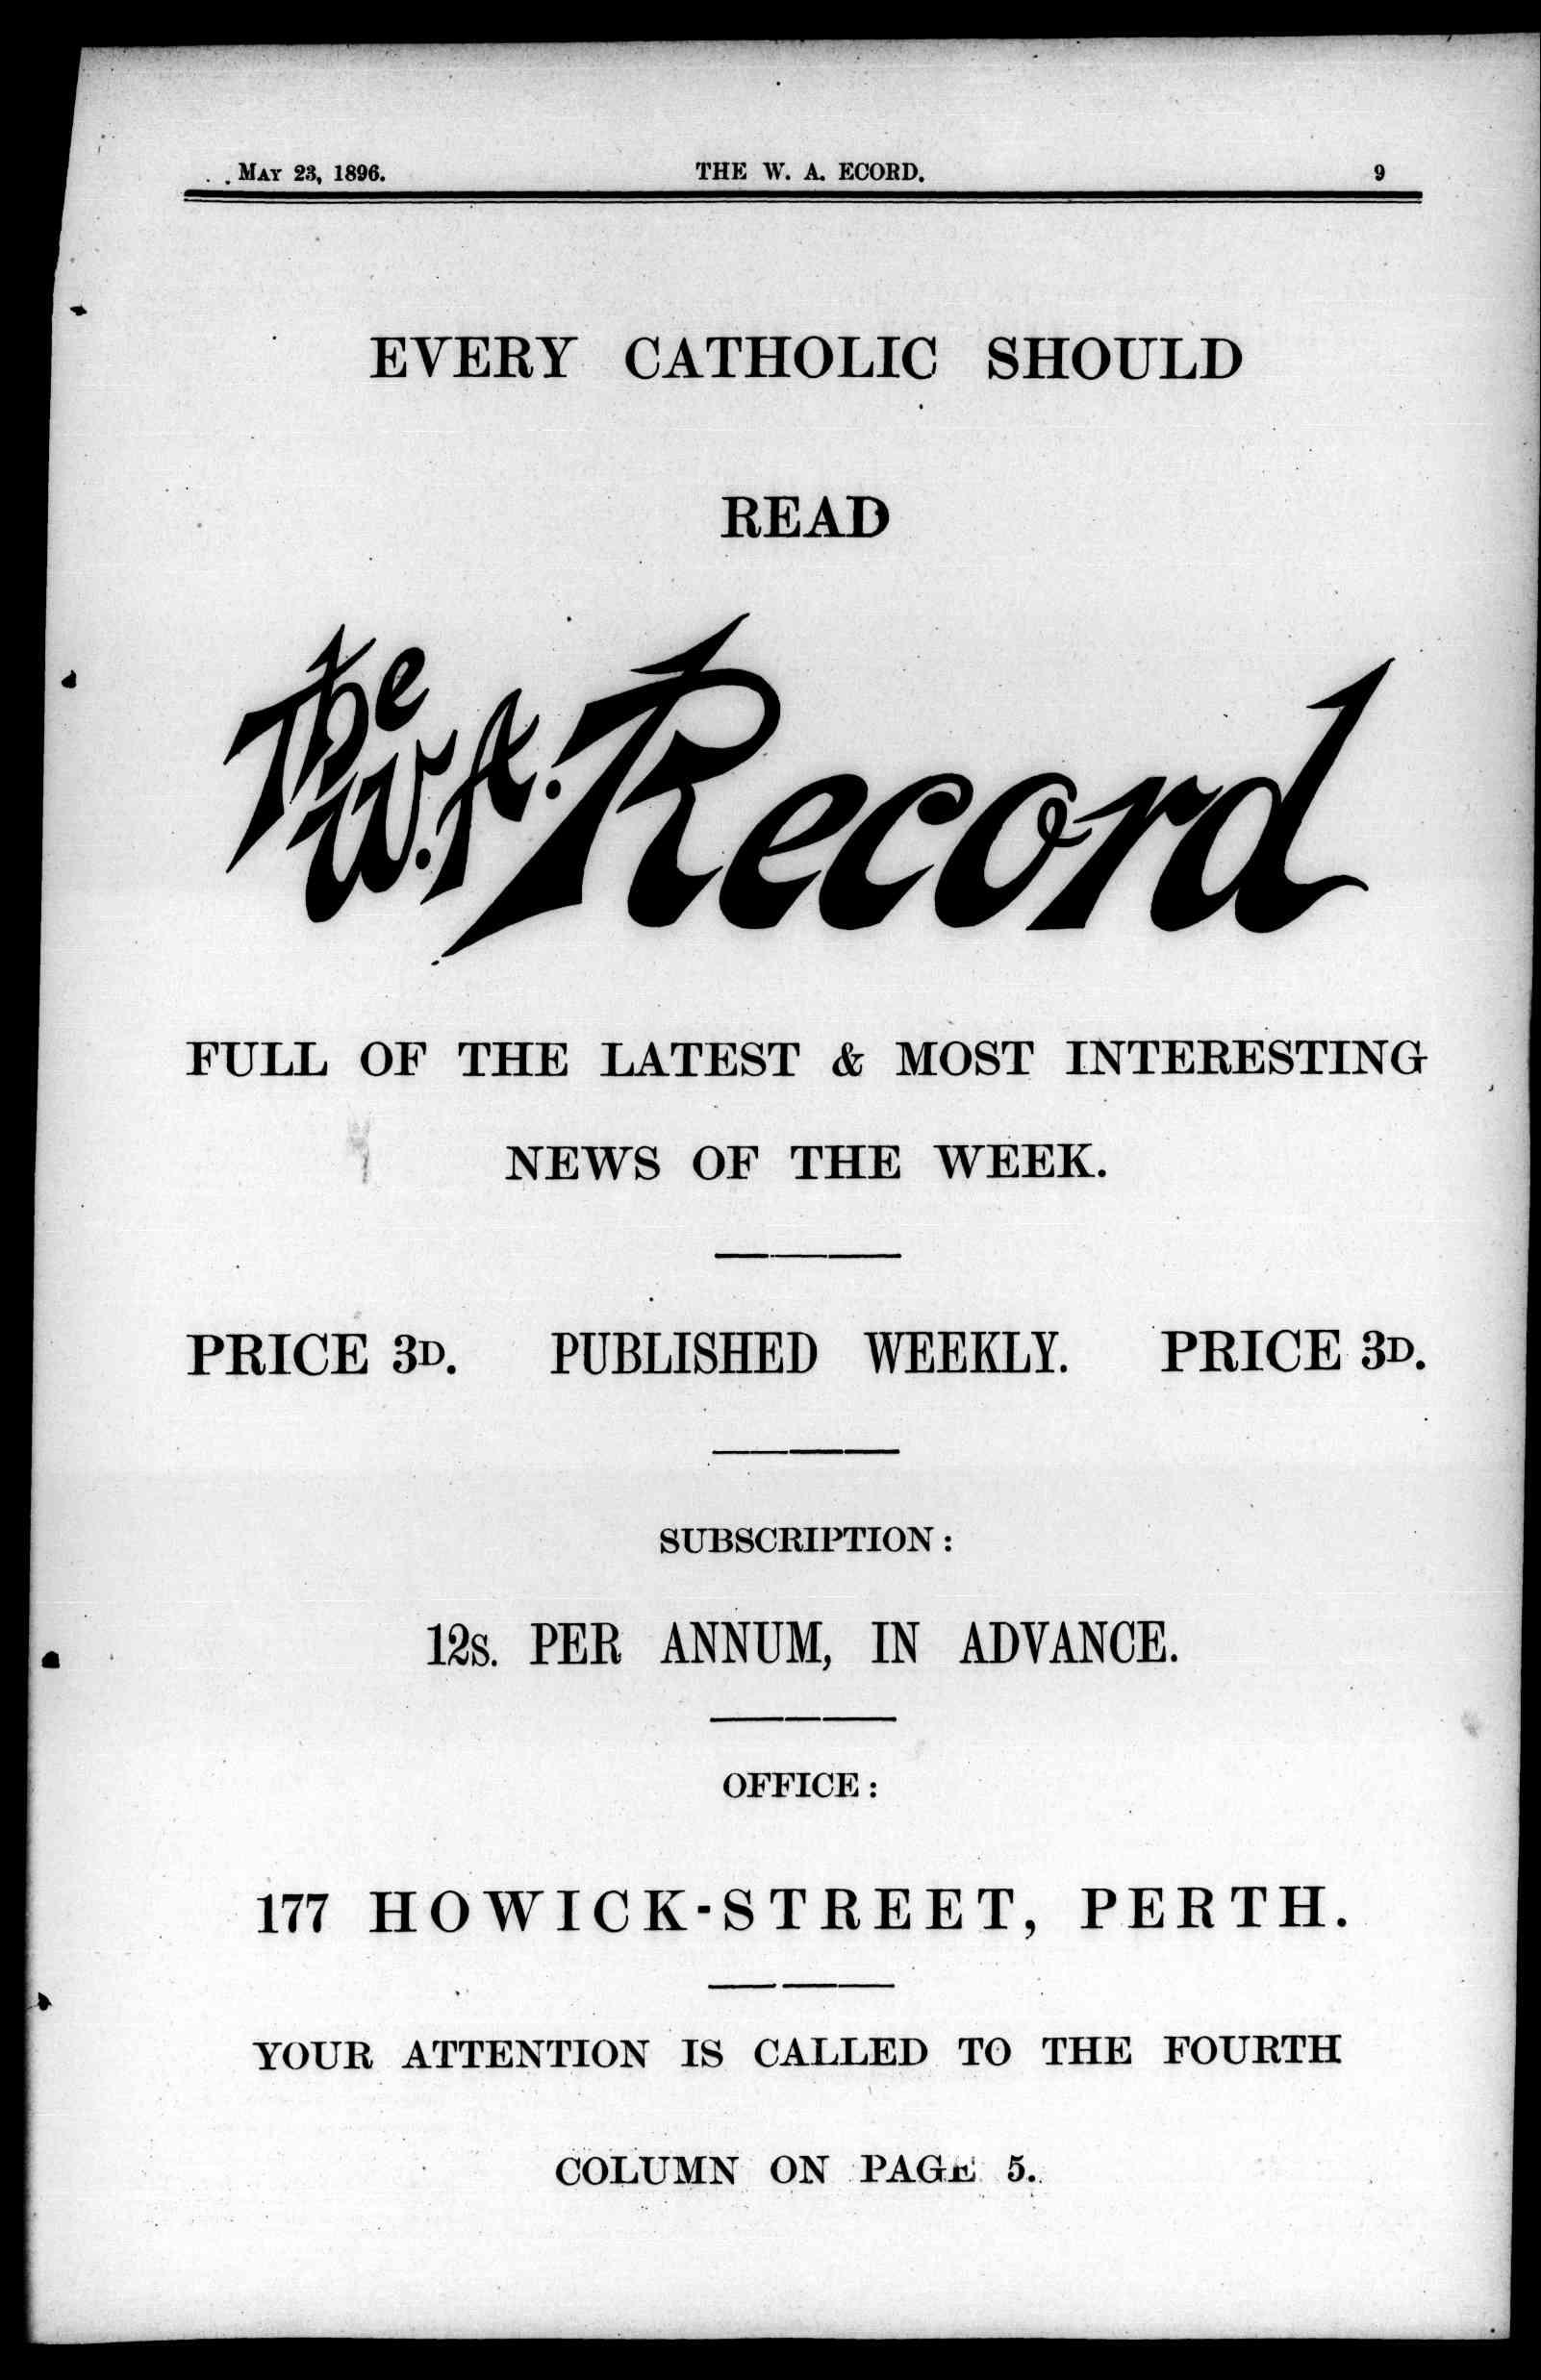 MAY 23, 1896. THE W. A. ECORD. 9
EVERY CATHOLIC SHOULD
READ
The W.A. Record
FULL OF THE LATEST & MOST INTERESTING
NEWS OF THE WEEK.
PRICE 3D. PUBLISHED WEEKLY. PRICE 3D.
SUBSCRIPTION:
12s. PER ANNUM, IN ADVANCE.
OFFICE:
177 HOWICK-STREET, PERTH.
YOUR ATTENTION IS CALLED TO THE FOURTH
COLUMN ON PAGE 5.